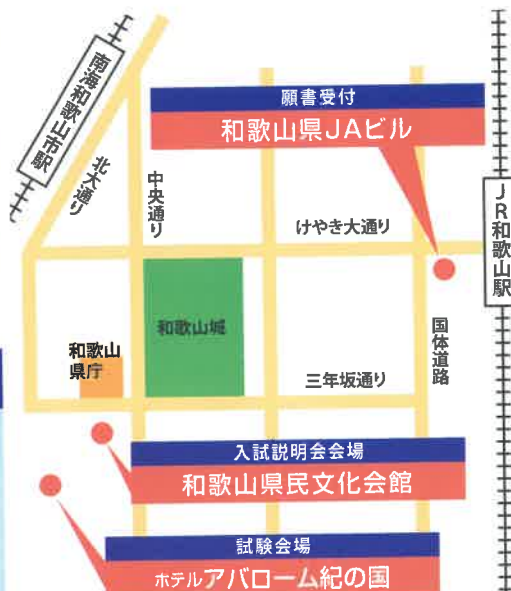 南海和歌山市駅
北大通り
中央通り
願書受付
和歌山県JAビル
けやき大通り
JR和歌山駅
和歌山城
和歌山
県庁
国体道路
三年坂通り
入試説明会会場
和歌山県民文化会館
試験会場
ホテルアバローム紀の国